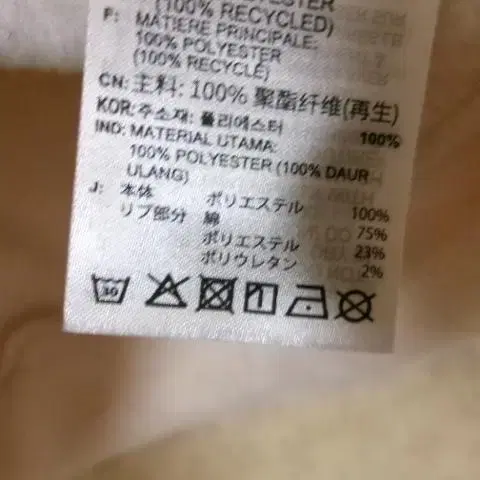 (100% RECYCLED)
F: MATIERE PRINCIPALE:
100% POLYESTER
(100% RECYCLÉ)
CN: 主料: 100% 聚酯纤维(再生)
KOR: 주소재: 폴리에스터 100%
IND: MATERIAL UTAMA:
100% POLYESTER (100% DAUR
ULANG)
J: 本体 ポリエステル 100%
リブ部分 綿 75%
ポリエステル 23%
ポリウレタン 2%
30